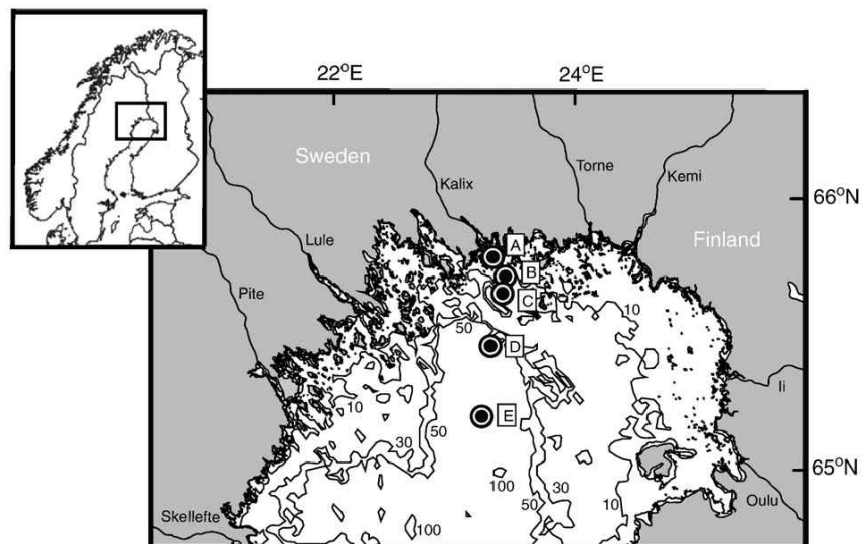 22°E
24°E
Sweden
Kalix
Torne
Kemi
66°N
Finland
Lule
A
B
C
Pite
10
50
D
Ii
10
50
E
30
65°N
100
50
30
10
Oulu
Skellefte
100